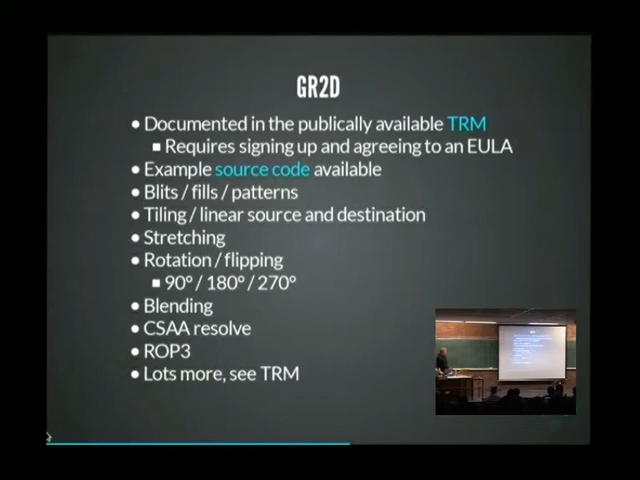 GR2D
• Documented in the publically available TRM
▪ Requires signing up and agreeing to an EULA
• Example source code available
• Blits / fills / patterns
• Tiling / linear source and destination
• Stretching
• Rotation / flipping
▪ 90° / 180° / 270°
• Blending
• CSAA resolve
• ROP3
• Lots more, see TRM